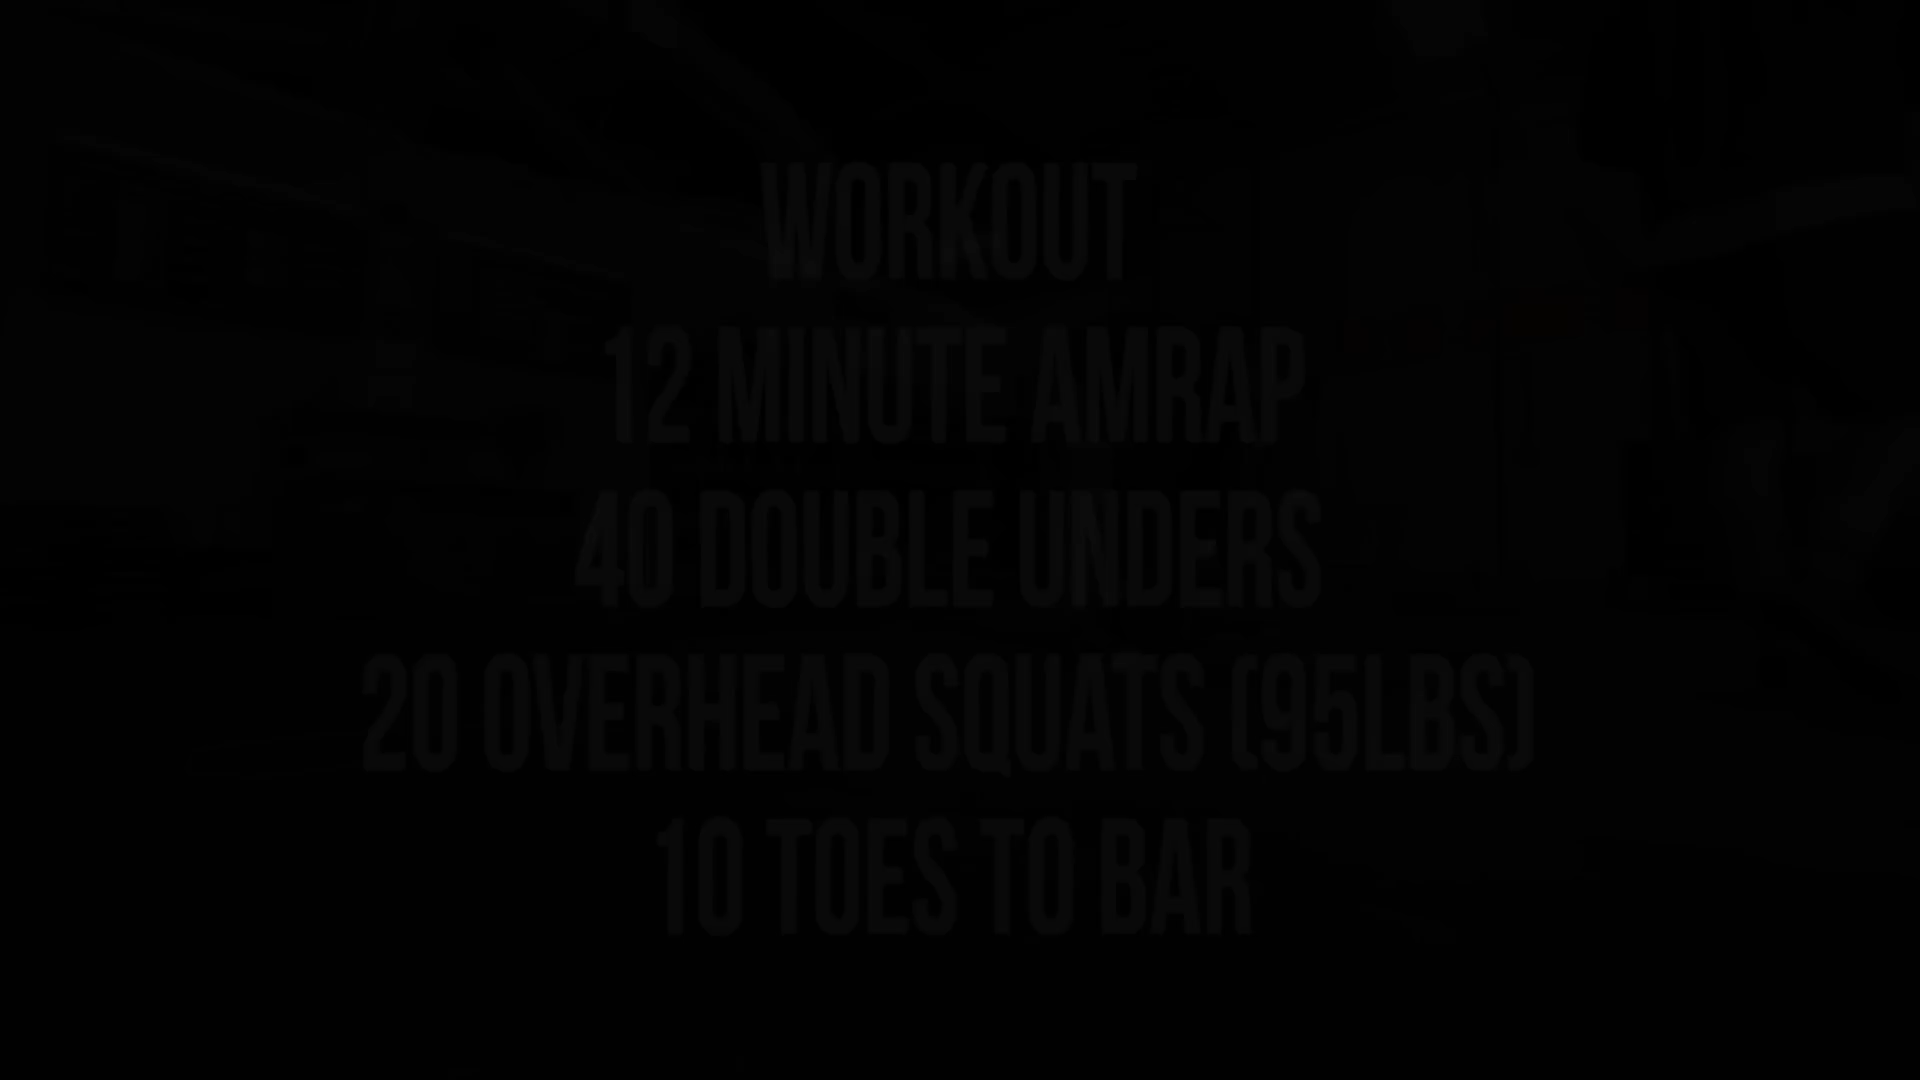 WORKOUT
12 MINUTE AMRAP
40 DOUBLE UNDERS
20 OVERHEAD SQUATS (95LBS)
10 TOES TO BAR